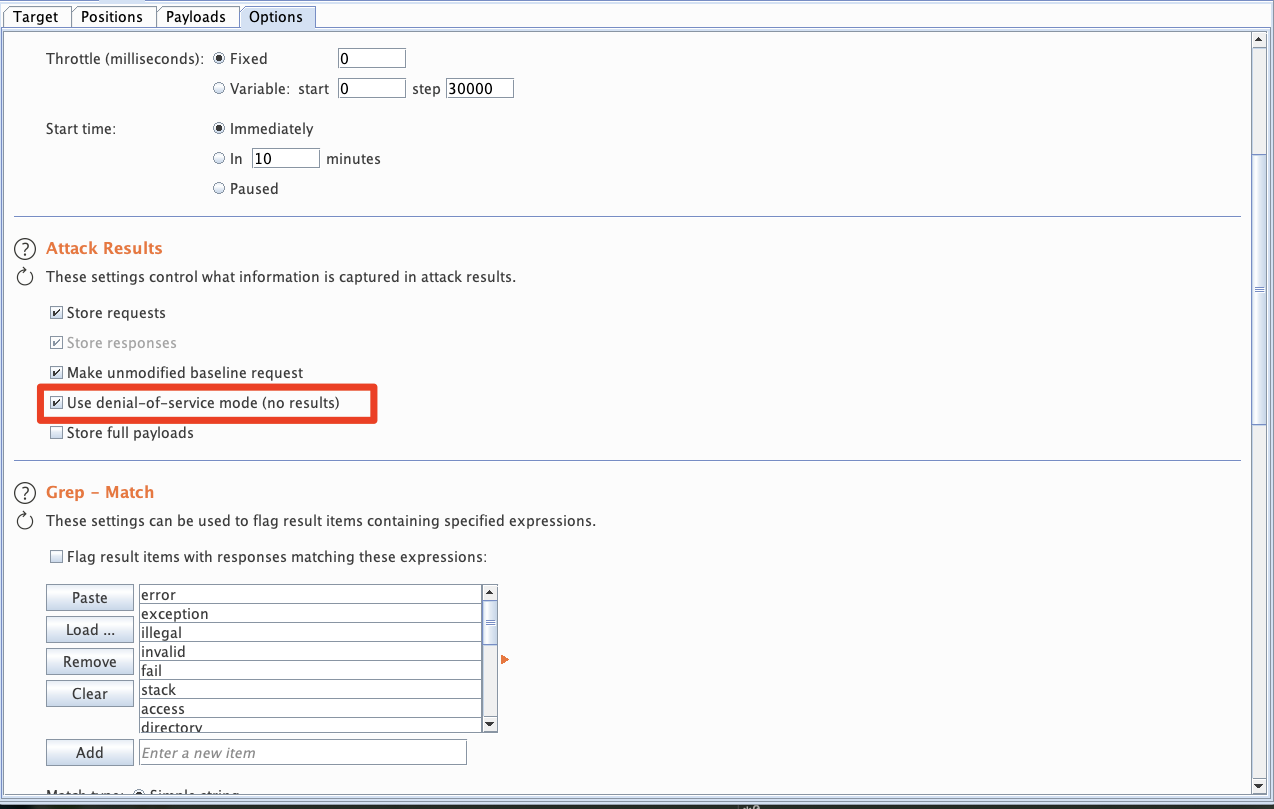 Target Positions Payloads Options
Throttle (milliseconds): Fixed 0
Variable: start 0 step 30000
Start time: Immediately
In 10 minutes
Paused
? Attack Results
These settings control what information is captured in attack results.
Store requests
Store responses
Make unmodified baseline request
Use denial-of-service mode (no results)
Store full payloads
? Grep - Match
These settings can be used to flag result items containing specified expressions.
Flag result items with responses matching these expressions:
Paste
Load ...
Remove
Clear
error
exception
illegal
invalid
fail
stack
access
directory
Add Enter a new item
Match type: Simple string